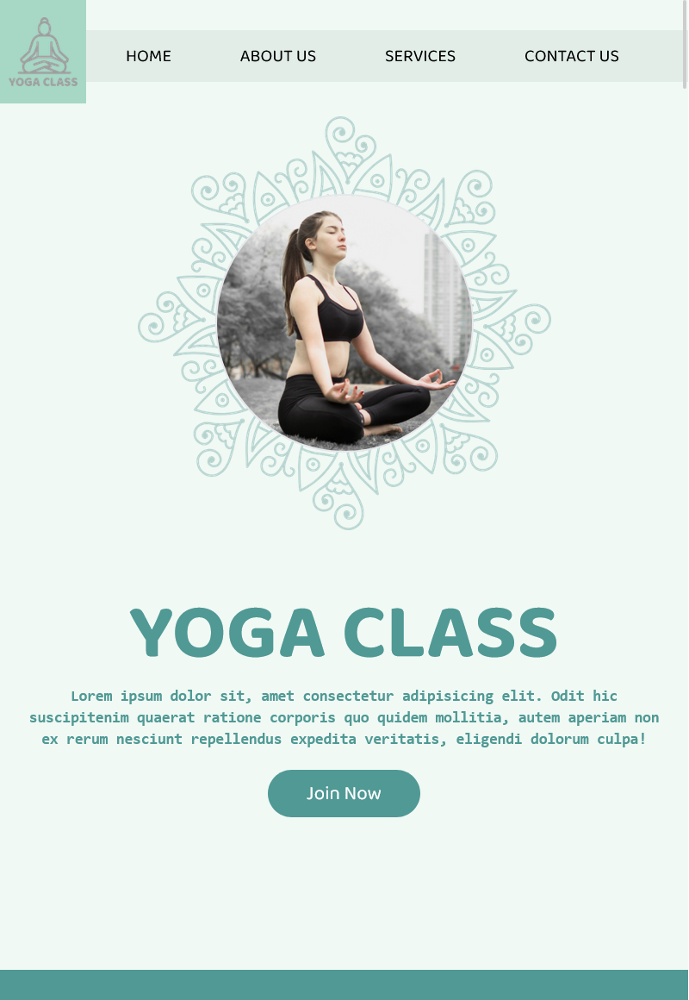 YOGA CLASS
HOME
ABOUT US
SERVICES
CONTACT US
YOGA CLASS
Lorem ipsum dolor sit, amet consectetur adipisicing elit. Odit hic
suscipitenim quaerat ratione corporis quo quidem mollitia, autem aperiam non
ex rerum nesciunt repellendus expedita veritatis, eligendi dolorum culpa!
Join Now